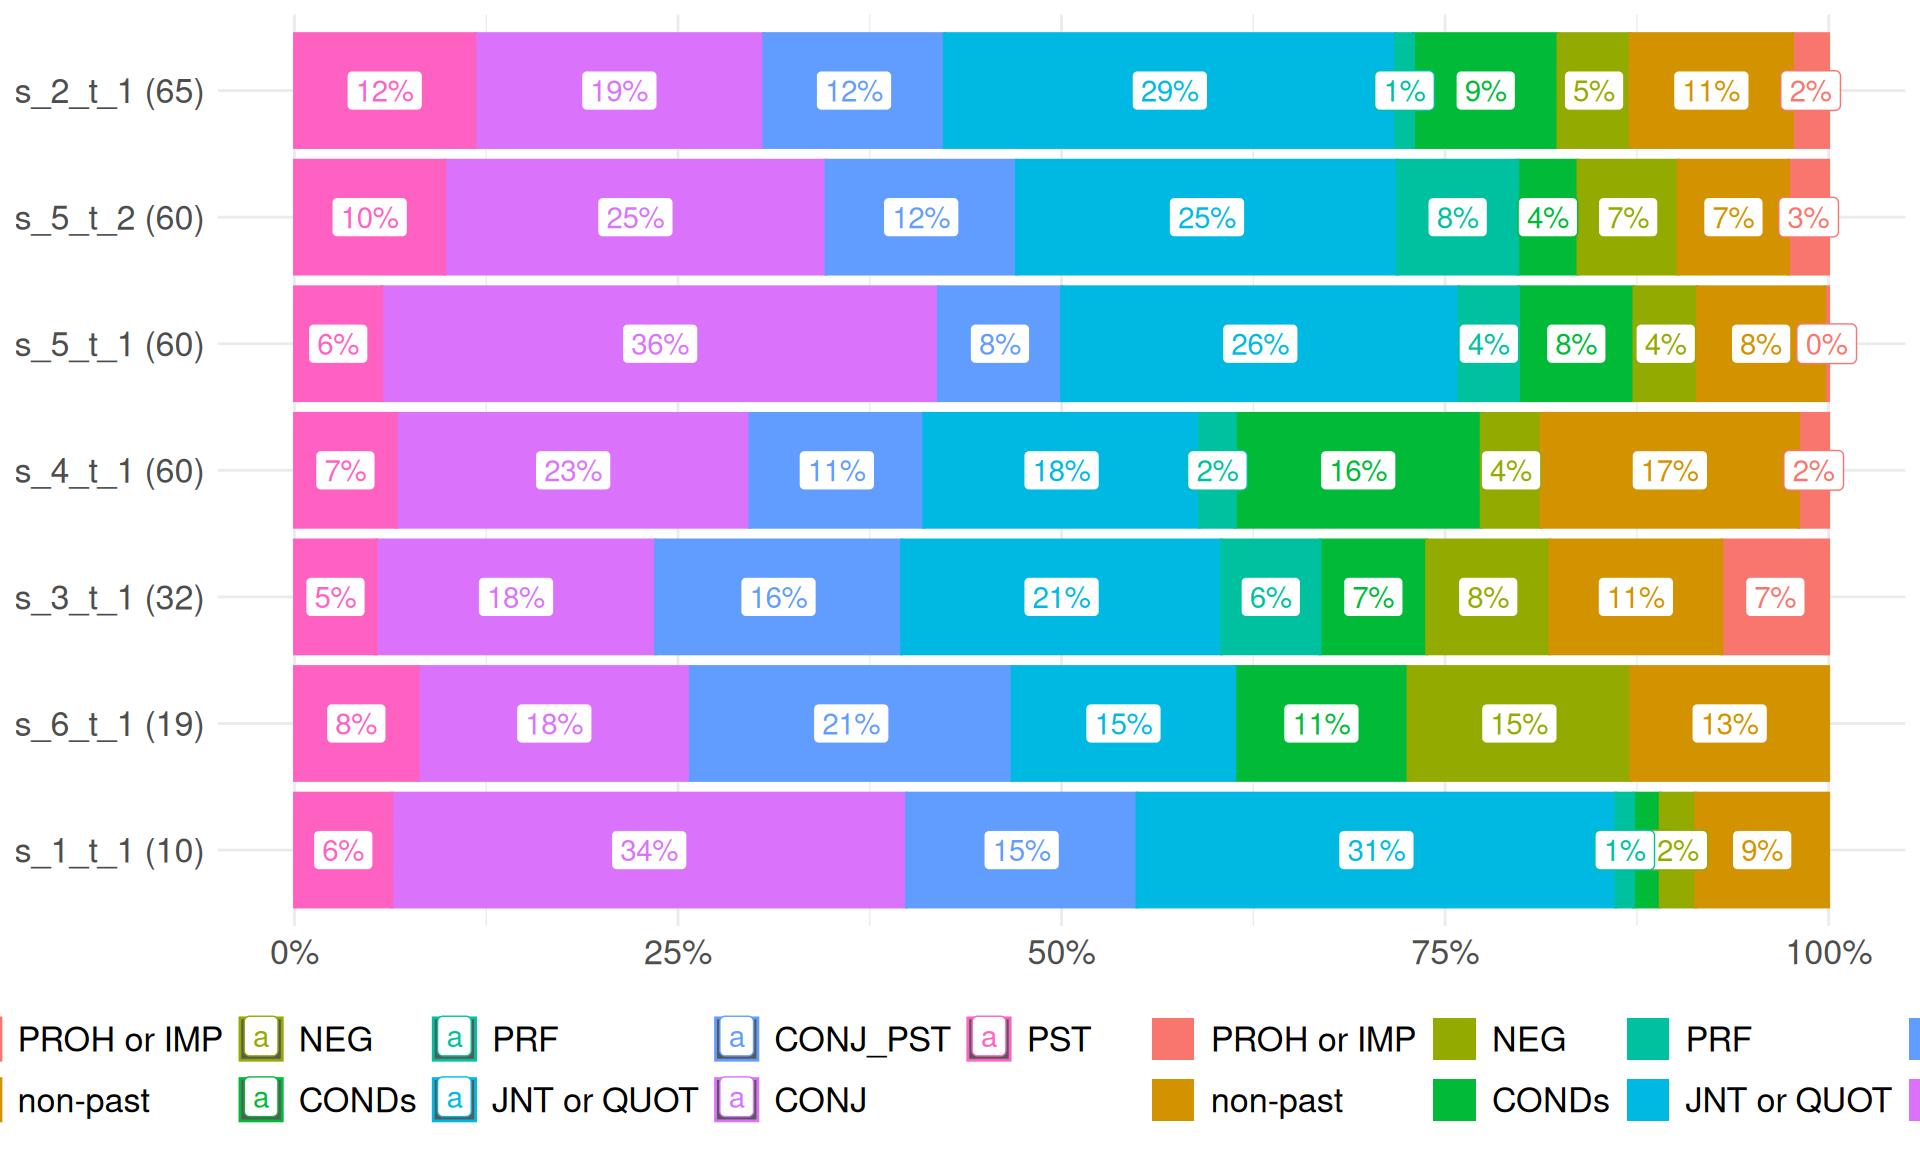 s_2_t_1 (65) 12% 19% 12% 29% 1% 9% 5% 11% 2%
s_5_t_2 (60) 10% 25% 12% 25% 8% 4% 7% 7% 3%
s_5_t_1 (60) 6% 36% 8% 26% 4% 8% 4% 8% 0%
s_4_t_1 (60) 7% 23% 11% 18% 2% 16% 4% 17% 2%
s_3_t_1 (32) 5% 18% 16% 21% 6% 7% 8% 11% 7%
s_6_t_1 (19) 8% 18% 21% 15% 11% 15% 13%
s_1_t_1 (10) 6% 34% 15% 31% 1% 2% 9%
0% 25% 50% 75% 100%
PROH or IMP a NEG a PRF a CONJ_PST a PST PROH or IMP NEG PRF
non-past a CONDs a JNT or QUOT a CONJ non-past CONDs JNT or QUOT